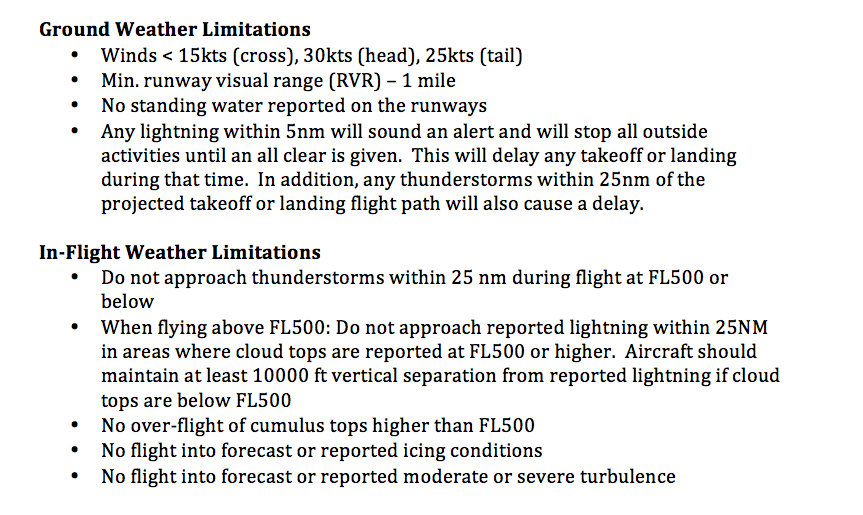 Ground Weather Limitations
• Winds < 15kts (cross), 30kts (head), 25kts (tail)
• Min. runway visual range (RVR) – 1 mile
• No standing water reported on the runways
• Any lightning within 5nm will sound an alert and will stop all outside
activities until an all clear is given.  This will delay any takeoff or landing
during that time.  In addition, any thunderstorms within 25nm of the
projected takeoff or landing flight path will also cause a delay.
In-Flight Weather Limitations
• Do not approach thunderstorms within 25 nm during flight at FL500 or
below
• When flying above FL500: Do not approach reported lightning within 25NM
in areas where cloud tops are reported at FL500 or higher.  Aircraft should
maintain at least 10000 ft vertical separation from reported lightning if cloud
tops are below FL500
• No over-flight of cumulus tops higher than FL500
• No flight into forecast or reported icing conditions
• No flight into forecast or reported moderate or severe turbulence